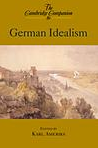 The Cambridge Companion
to
German Idealism
EDITED BY
KARL AMERIKS